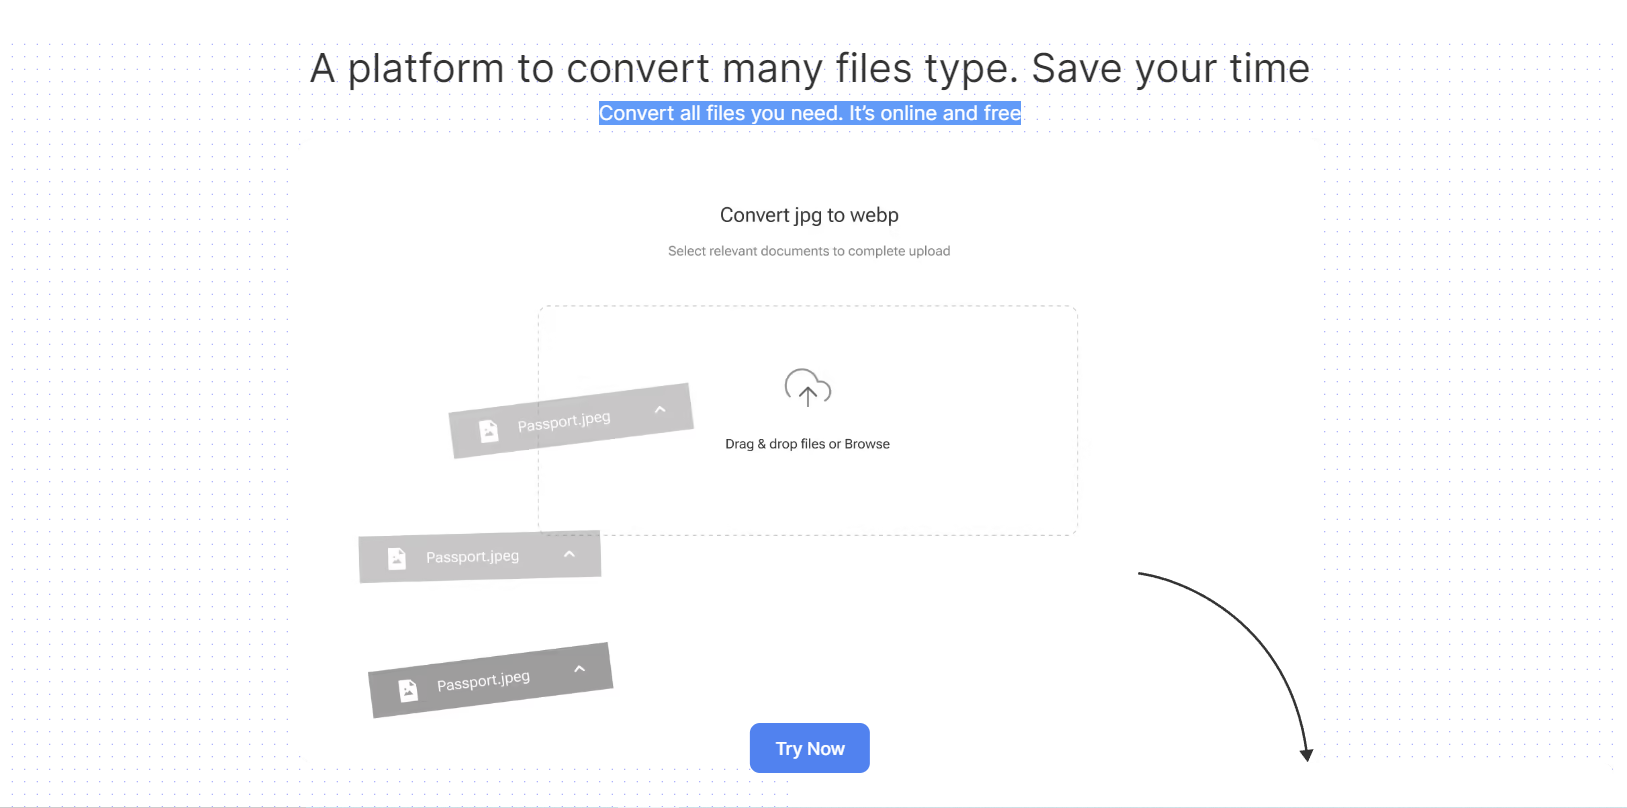 A platform to convert many files type. Save your time
Convert all files you need. It’s online and free
Convert jpg to webp
Select relevant documents to complete upload
Passport.jpeg
Drag & drop files or Browse
Passport.jpeg
Passport.jpeg
Try Now